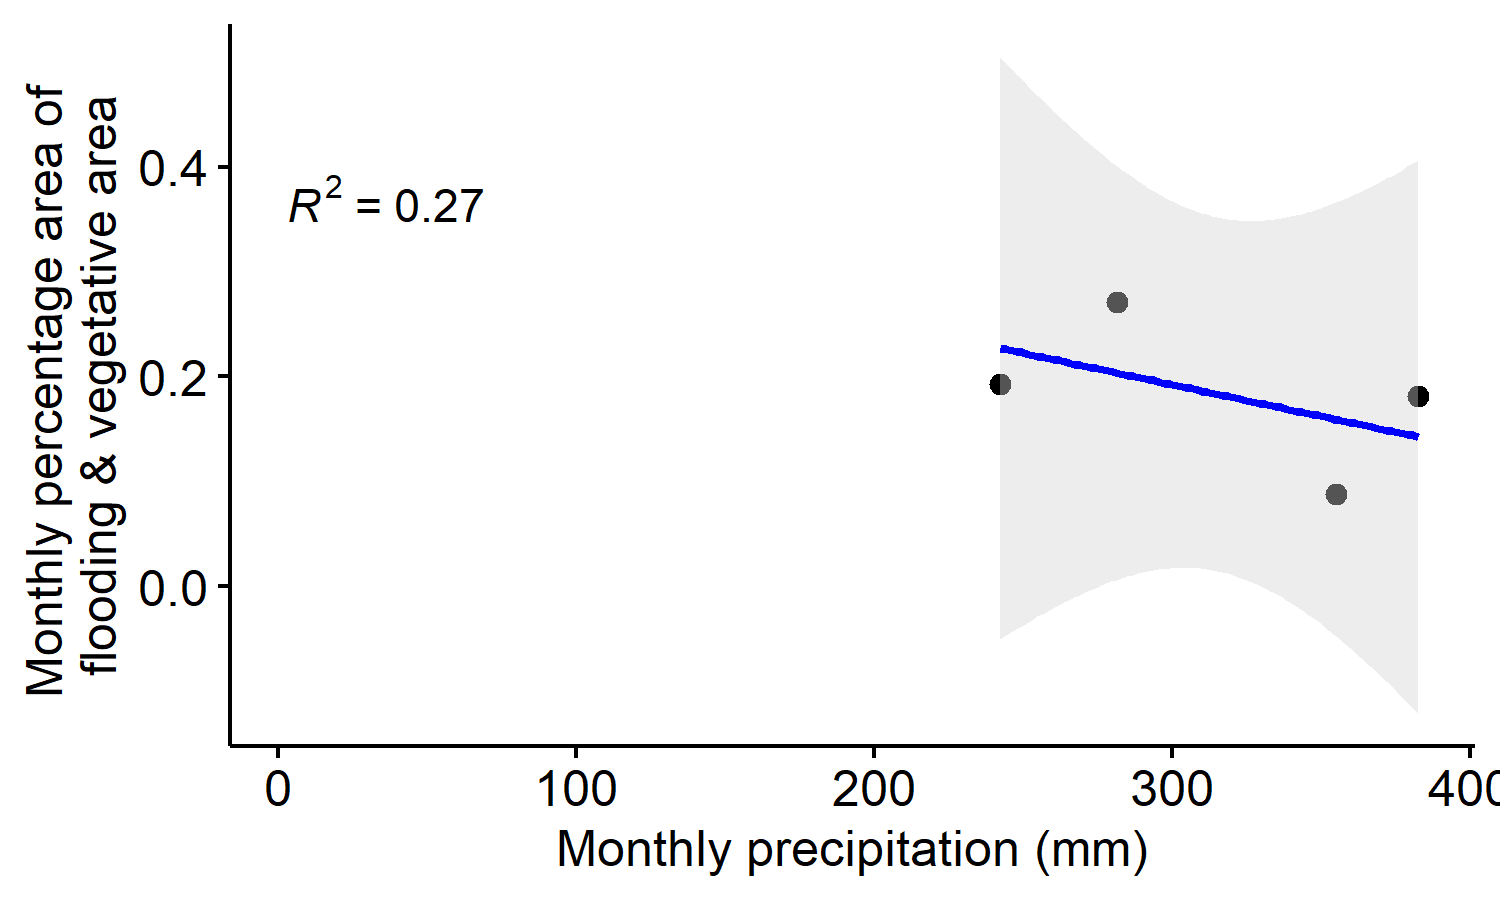 Monthly percentage area of
flooding & vegetative area
0.4
0.2
0.0
R² = 0.27
0 100 200 300 400
Monthly precipitation (mm)